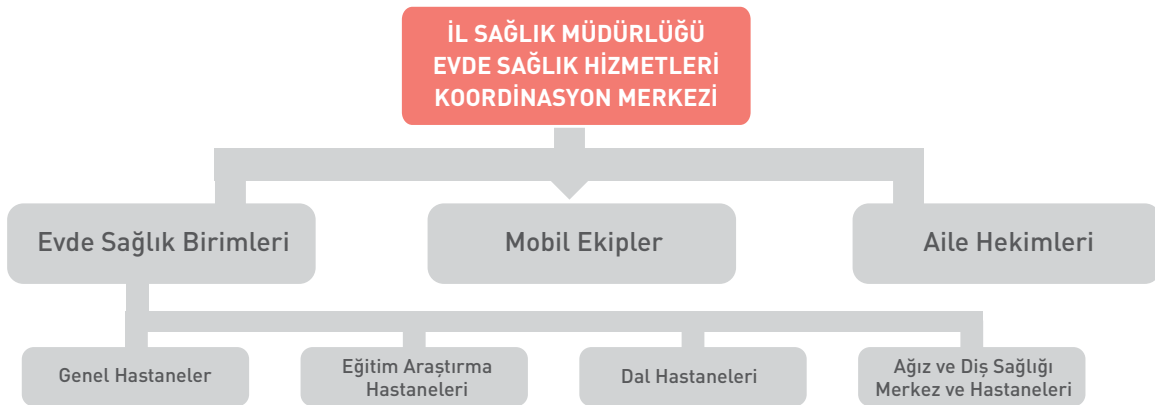 İL SAĞLIK MÜDÜRLÜĞÜ
EVDE SAĞLIK HİZMETLERİ
KOORDİNASYON MERKEZİ
Evde Sağlık Birimleri
Mobil Ekipler
Aile Hekimleri
Genel Hastaneler
Eğitim Araştırma
Hastaneleri
Dal Hastaneleri
Ağız ve Diş Sağlığı
Merkez ve Hastaneleri